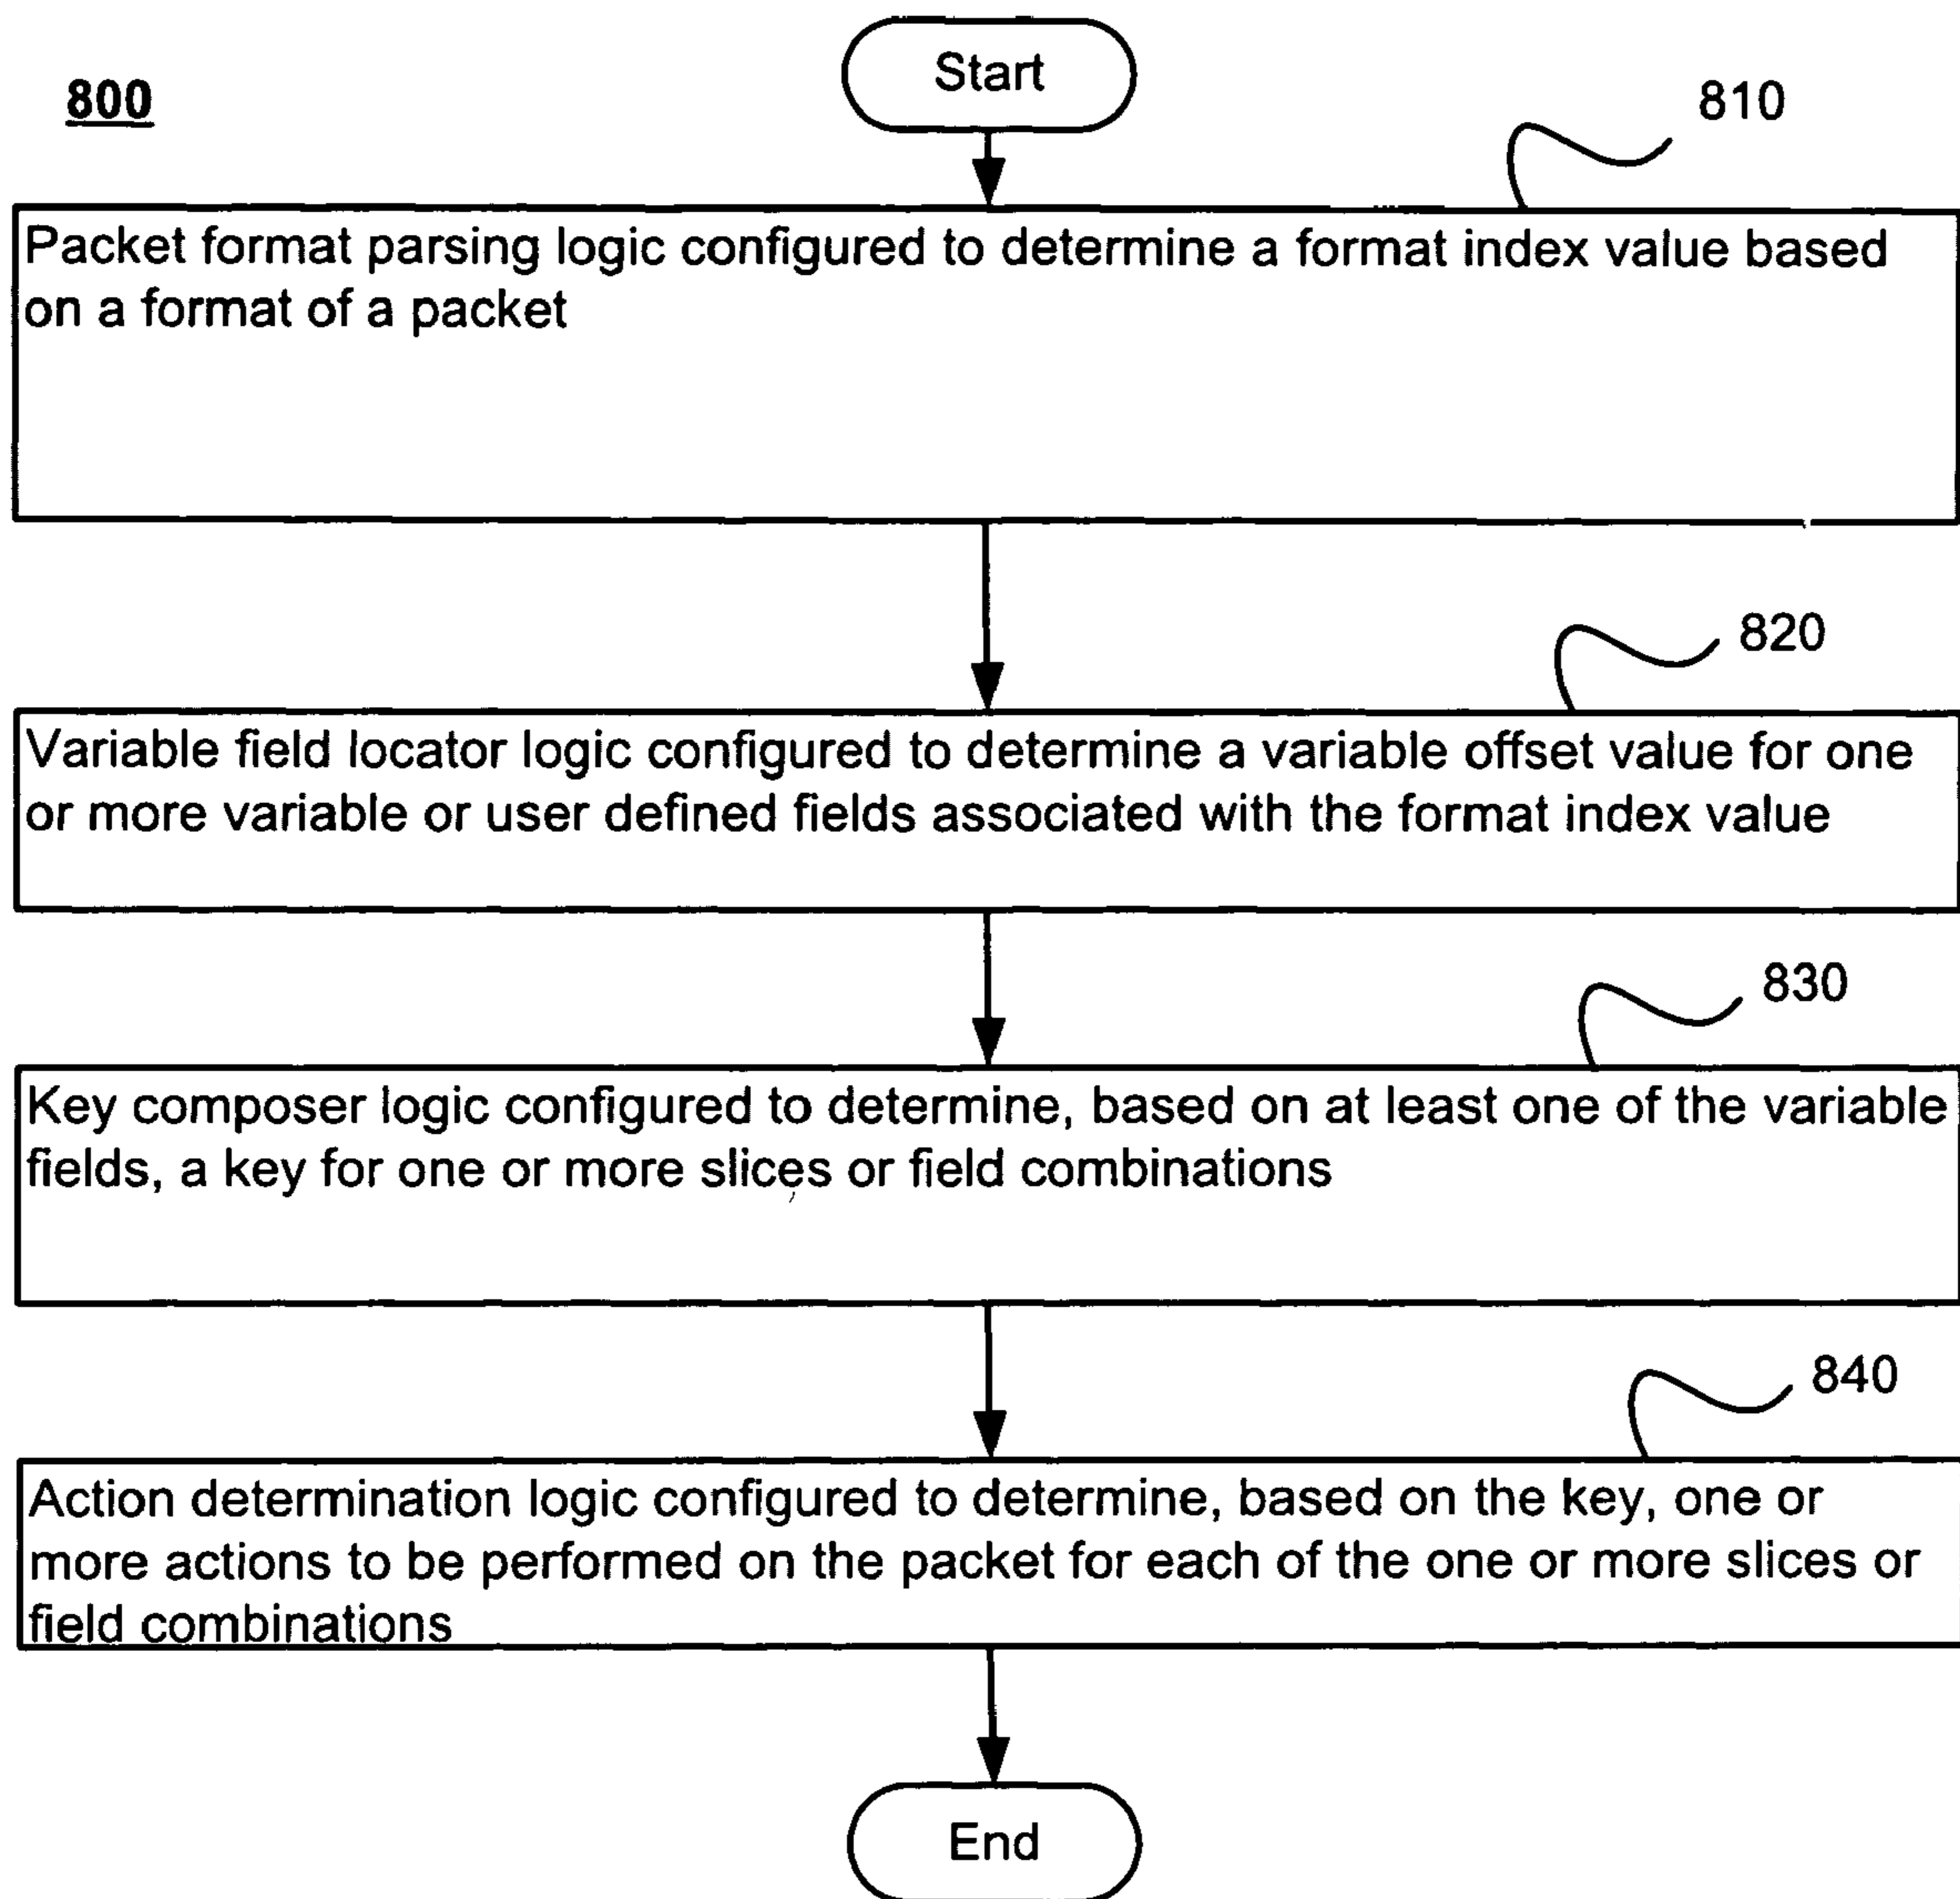 Start
800
810
Packet format parsing logic configured to determine a format index value based
on a format of a packet
820
Variable field locator logic configured to determine a variable offset value for one
or more variable or user defined fields associated with the format index value
830
Key composer logic configured to determine, based on at least one of the variable
fields, a key for one or more slices or field combinations
840
Action determination logic configured to determine, based on the key, one or
more actions to be performed on the packet for each of the one or more slices or
field combinations
End